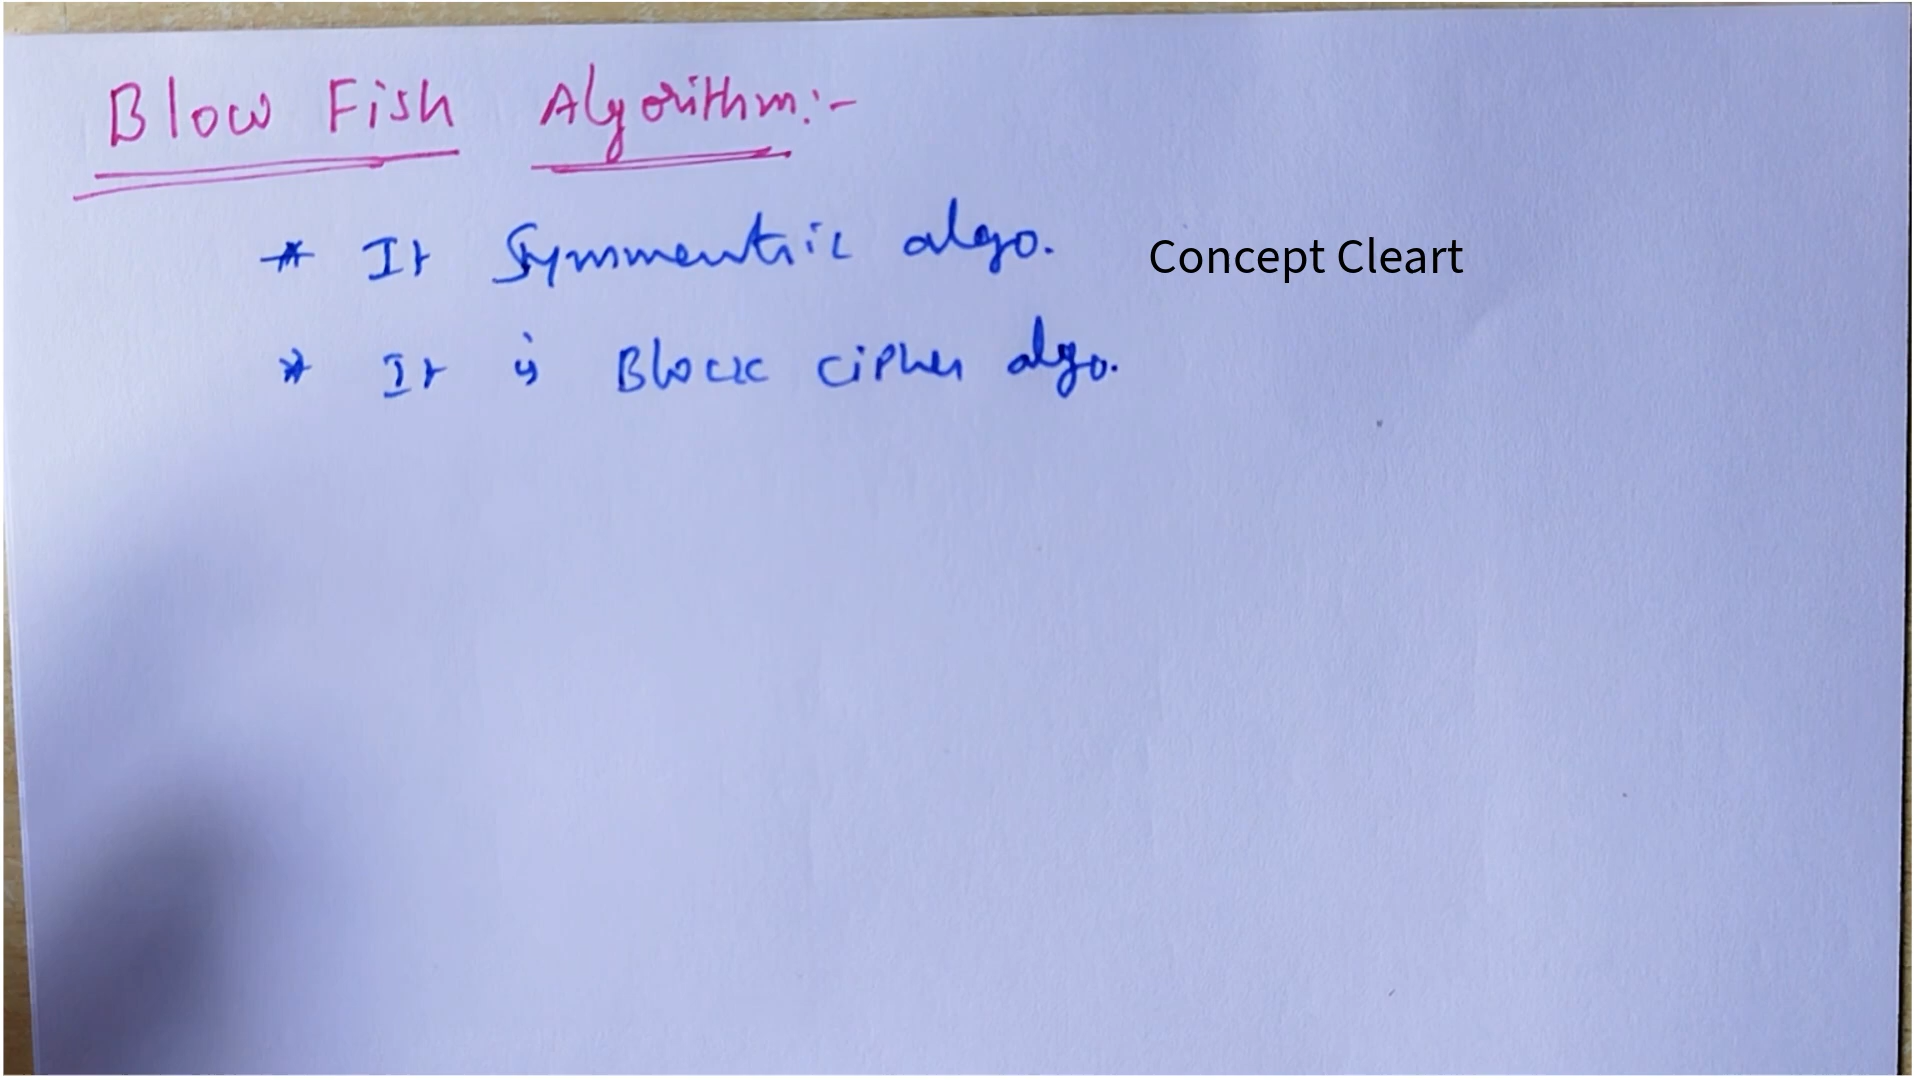 Blow Fish Algorithm:-
* It Symmentric algo. Concept Cleart
* It is Block cipher algo.